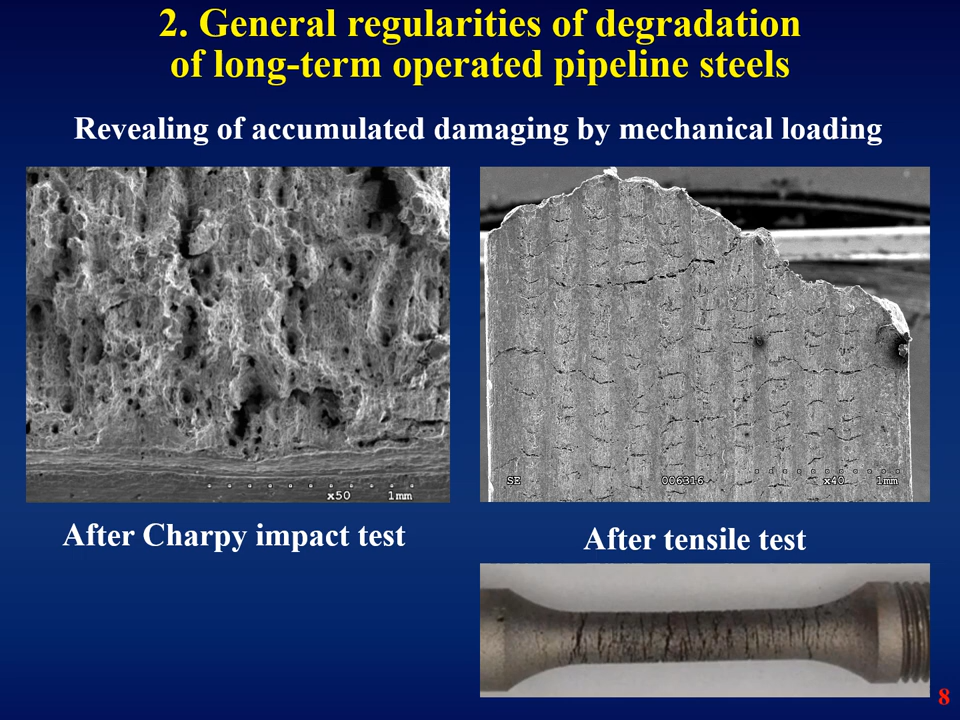 2. General regularities of degradation
of long-term operated pipeline steels
Revealing of accumulated damaging by mechanical loading
x50 1mm
SE 006316 x40 1mm
After Charpy impact test
After tensile test
8